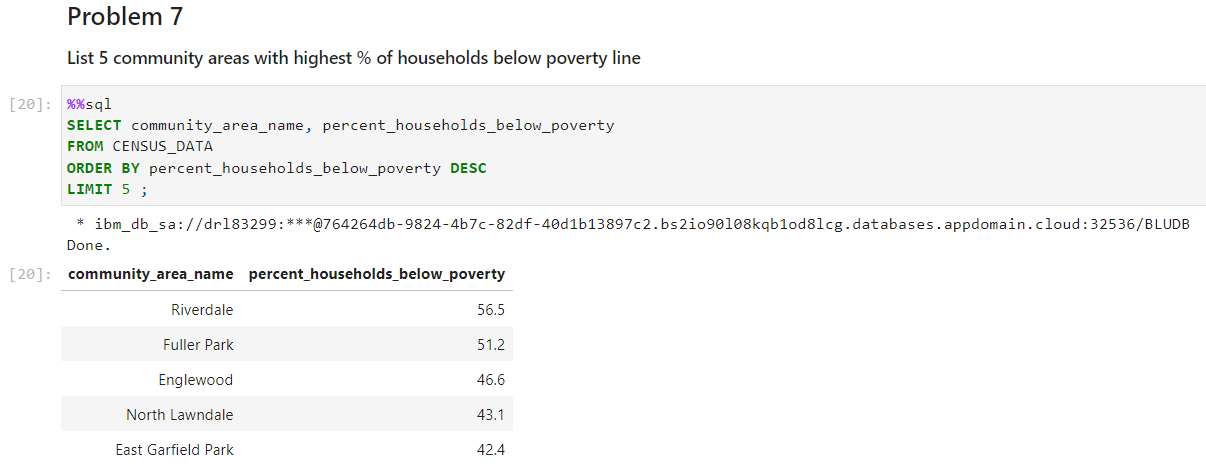 Problem 7
List 5 community areas with highest % of households below poverty line
[20]: %%sql
SELECT community_area_name, percent_households_below_poverty
FROM CENSUS_DATA
ORDER BY percent_households_below_poverty DESC
LIMIT 5 ;
* ibm_db_sa://drl83299:***@764264db-9824-4b7c-82df-40d1b13897c2.bs2io90l08kqb1od8lcg.databases.appdomain.cloud:32536/BLUDB
Done.
[20]: community_area_name percent_households_below_poverty
Riverdale 56.5
Fuller Park 51.2
Englewood 46.6
North Lawndale 43.1
East Garfield Park 42.4